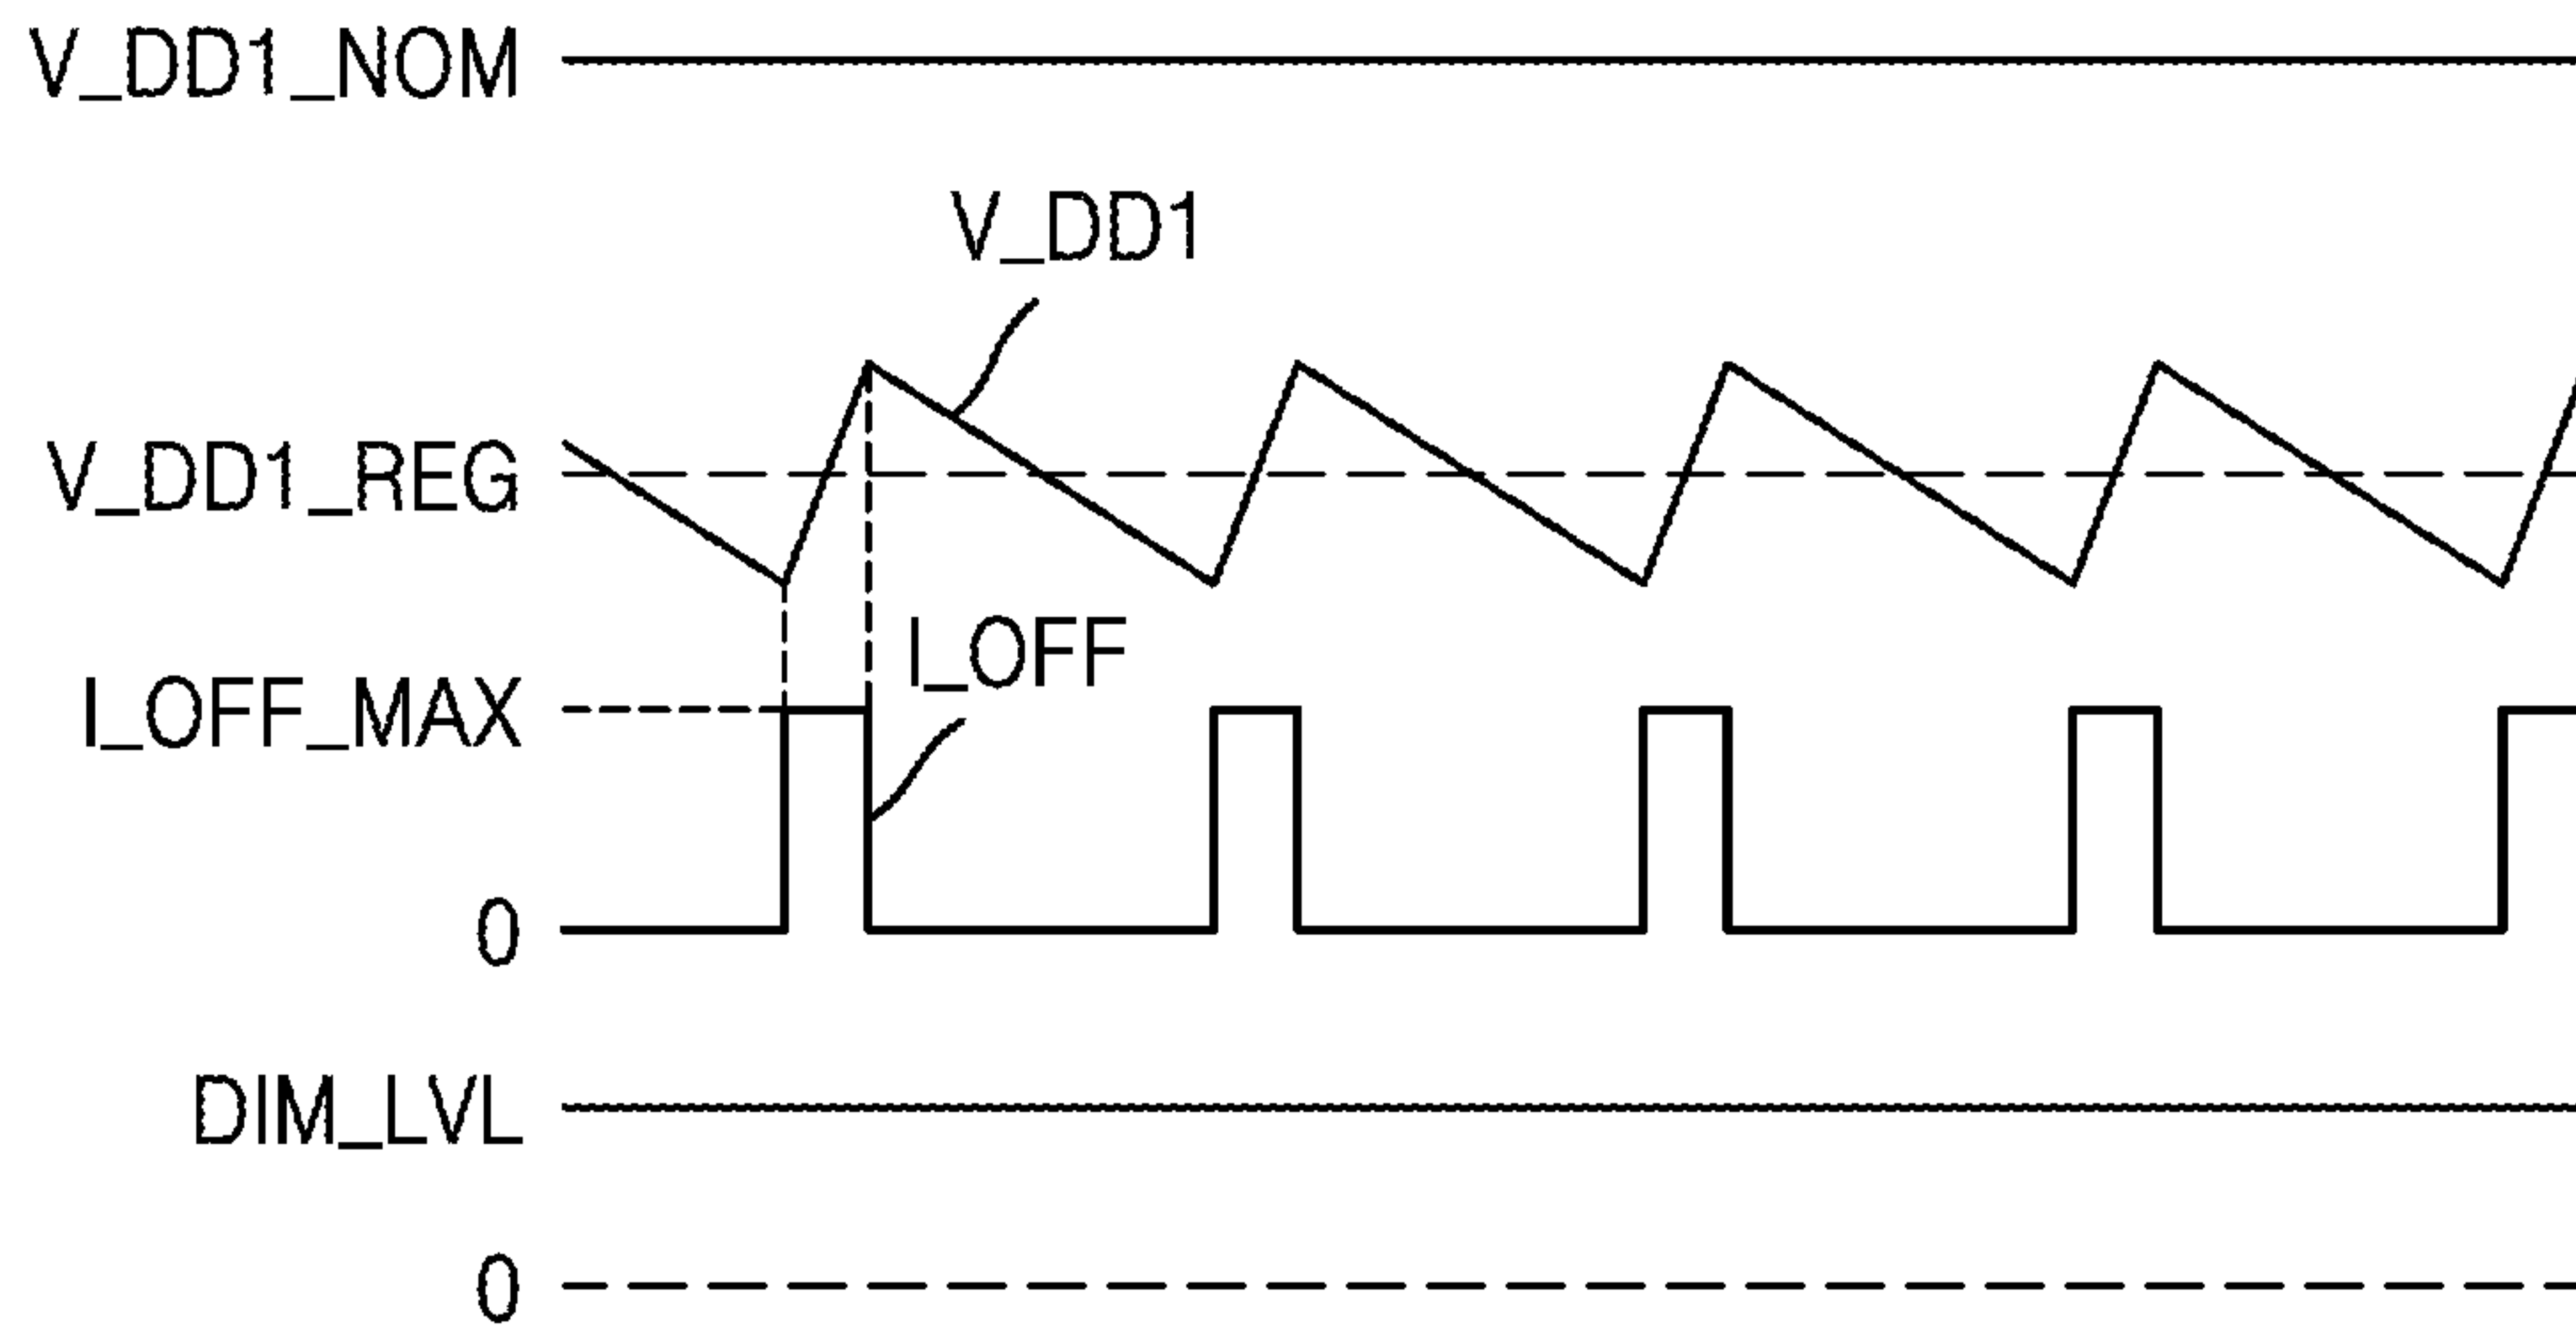 V_DD1_NOM
V_DD1
V_DD1_REG
I_OFF
I_OFF_MAX
0
DIM_LVL
0